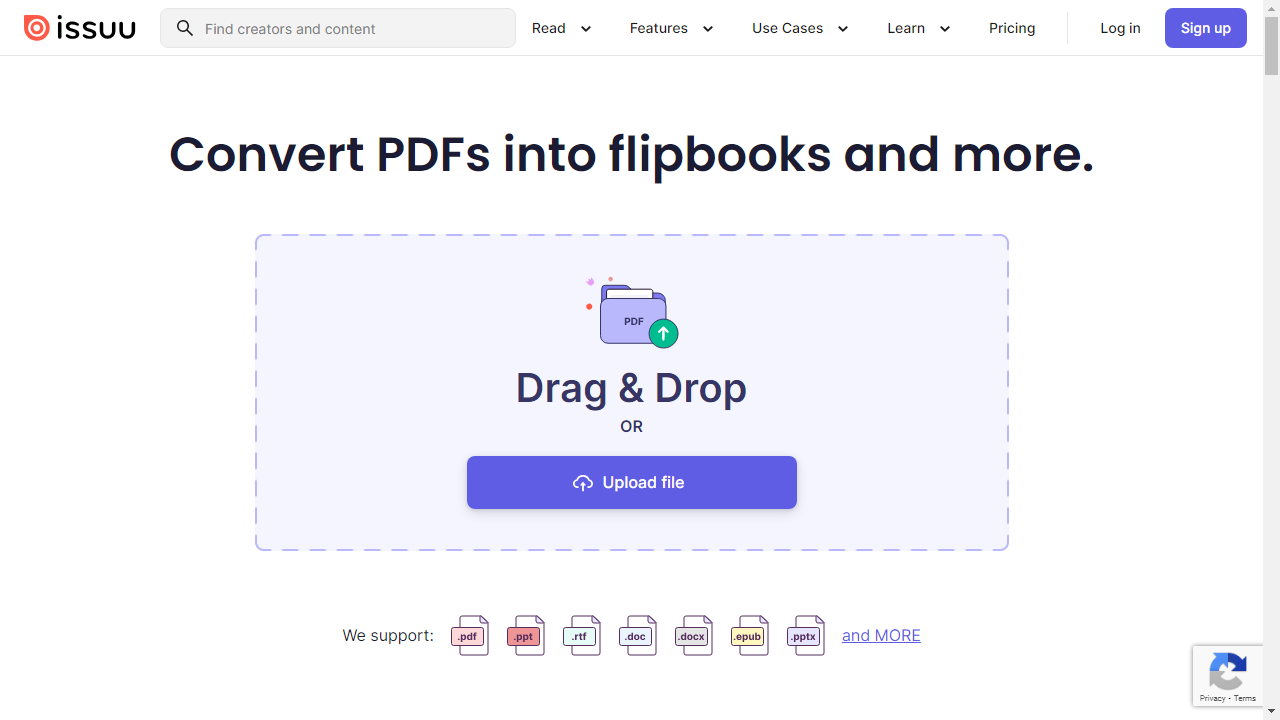 issuu Find creators and content Read Features Use Cases Learn Pricing Log in Sign up
Convert PDFs into flipbooks and more.
PDF
Drag & Drop
OR
Upload file
We support: .pdf .ppt .rtf .doc .docx .epub .pptx and MORE
Privacy - Terms